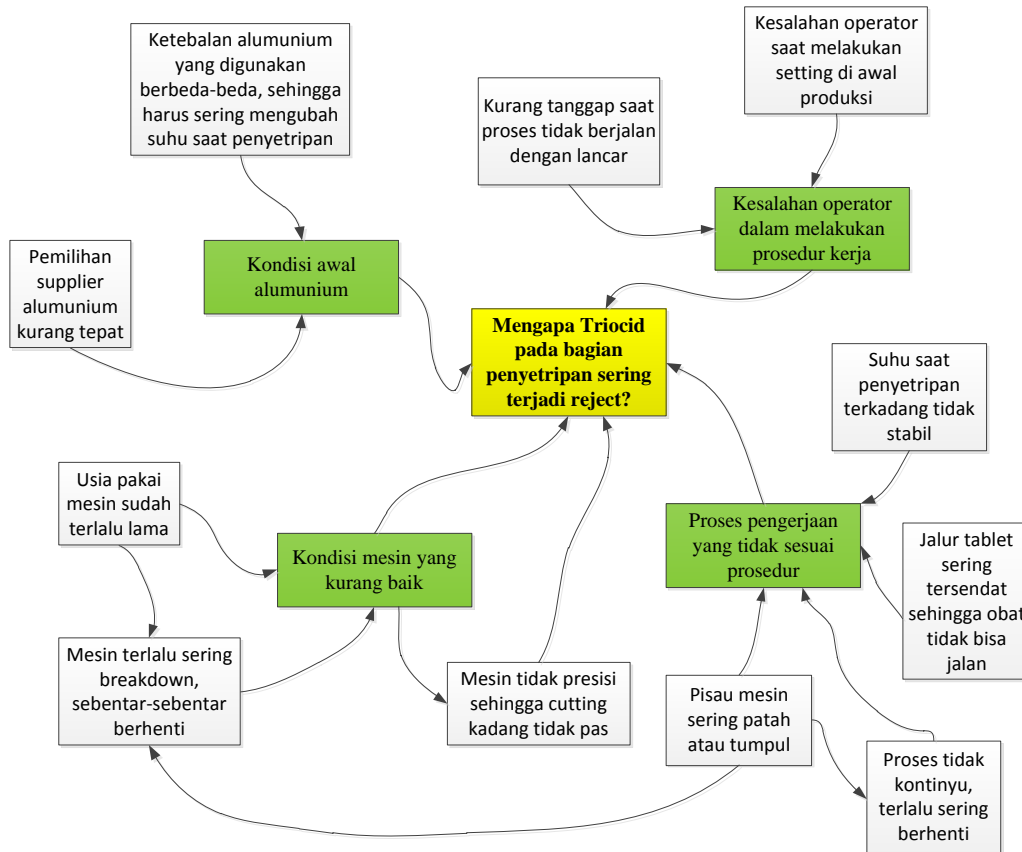 Ketebalan alumunium
yang digunakan
berbeda-beda, sehingga
harus sering mengubah
suhu saat penyetripan
Kesalahan operator
saat melakukan
setting di awal
produksi
Kurang tanggap saat
proses tidak berjalan
dengan lancar
Kesalahan operator
dalam melakukan
prosedur kerja
Pemilihan
supplier
alumunium
kurang tepat
Kondisi awal
alumunium
Mengapa Triocid
pada bagian
penyetripan sering
terjadi reject?
Suhu saat
penyetripan
terkadang tidak
stabil
Usia pakai
mesin sudah
terlalu lama
Kondisi mesin yang
kurang baik
Proses pengerjaan
yang tidak sesuai
prosedur
Jalur tablet
sering
tersendat
sehingga obat
tidak bisa
jalan
Mesin terlalu sering
breakdown,
sebentar-sebentar
berhenti
Mesin tidak presisi
sehingga cutting
kadang tidak pas
Pisau mesin
sering patah
atau tumpul
Proses tidak
kontinyu,
terlalu sering
berhenti